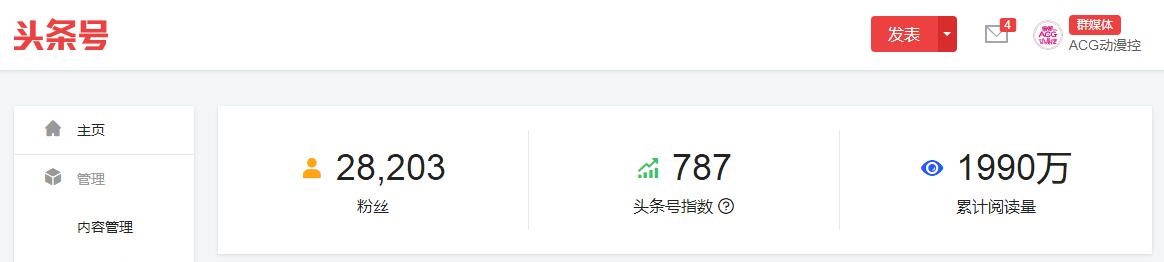 头条号
发表
4
群媒体
ACG动漫控
主页
管理
内容管理
28,203
粉丝
787
头条号指数
1990万
累计阅读量